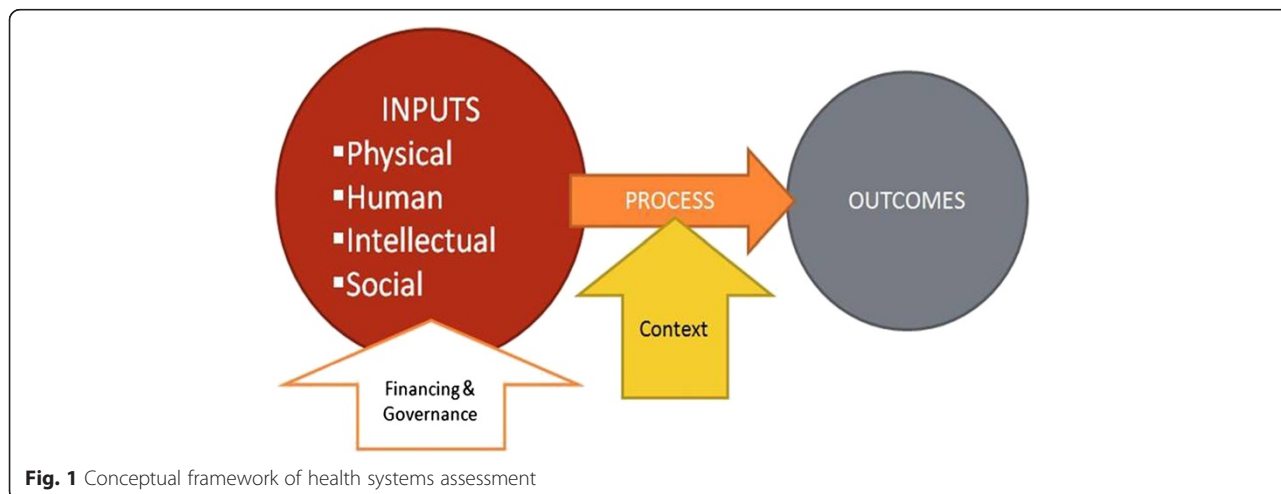 INPUTS
▪Physical
▪Human
▪Intellectual
▪Social
PROCESS
OUTCOMES
Context
Financing &
Governance
Fig. 1 Conceptual framework of health systems assessment